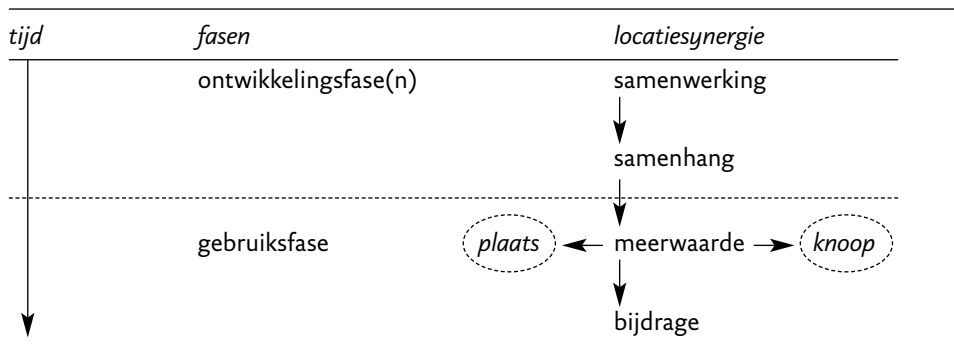 tijd fasen locatiesynergie
ontwikkelingsfase(n) samenwerking
samenhang
gebruiksfase plaats meerwaarde knoop
bijdrage